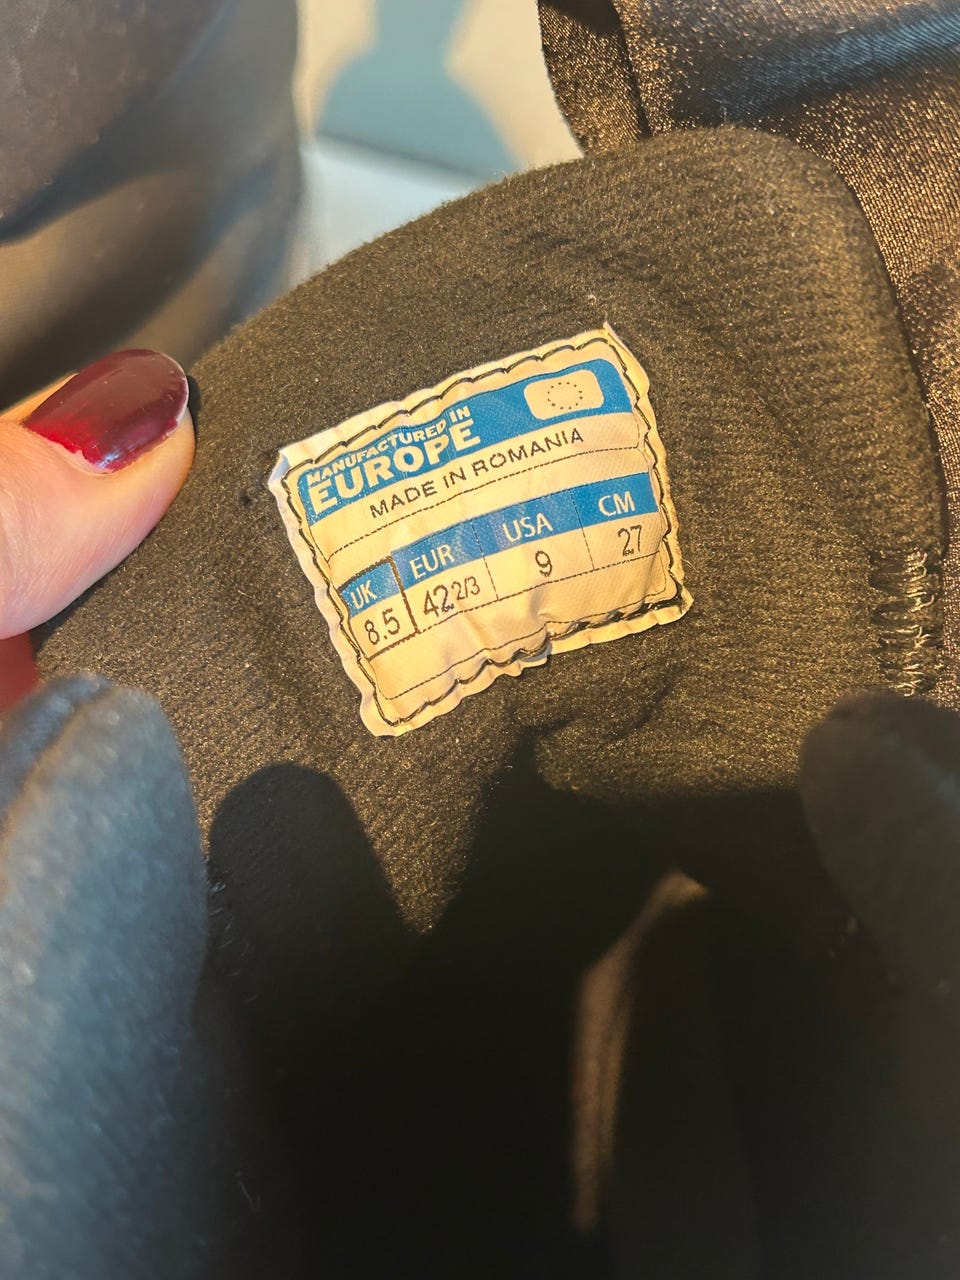 MANUFACTURED IN
EUROPE
MADE IN ROMANIA
UK EUR USA CM
8.5 42 2/3 9 27